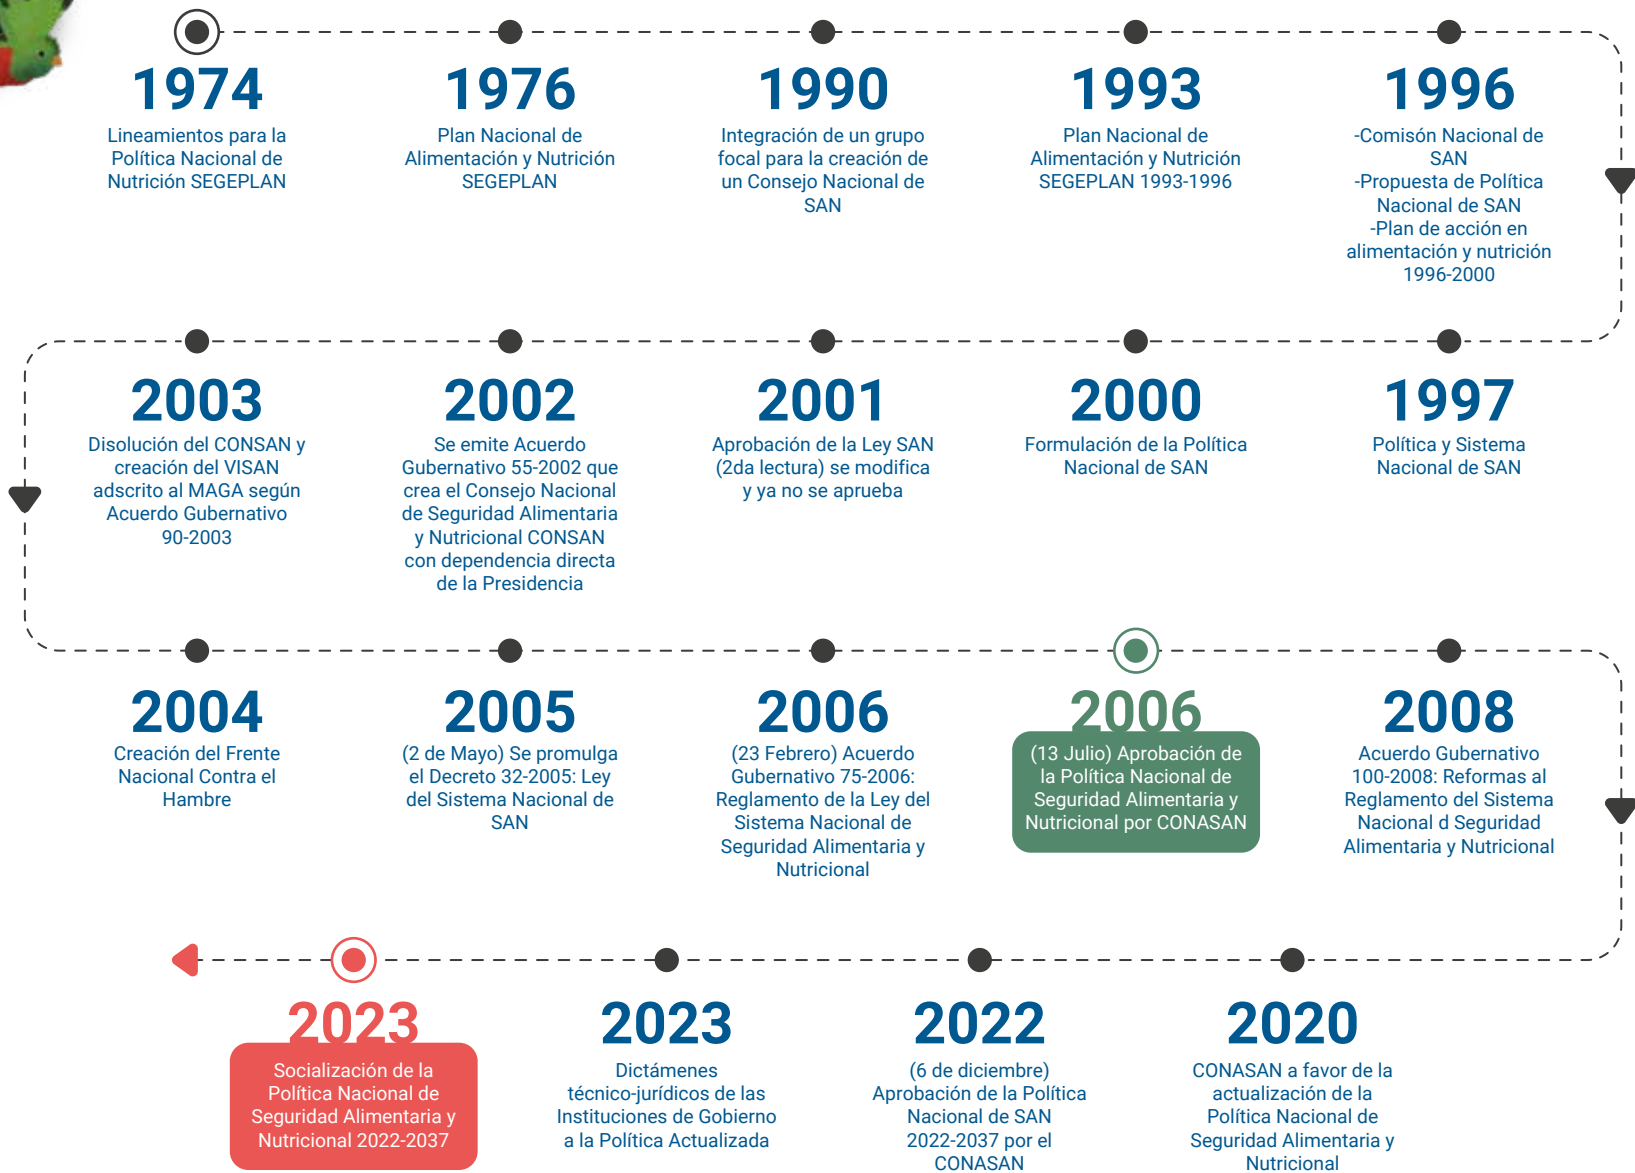 1974
Lineamientos para la
Política Nacional de
Nutrición SEGEPLAN
1976
Plan Nacional de
Alimentación y Nutrición
SEGEPLAN
1990
Integración de un grupo
focal para la creación de
un Consejo Nacional de
SAN
1993
Plan Nacional de
Alimentación y Nutrición
SEGEPLAN 1993-1996
1996
-Comisón Nacional de
SAN
-Propuesta de Política
Nacional de SAN
-Plan de acción en
alimentación y nutrición
1996-2000
1997
Política y Sistema
Nacional de SAN
2000
Formulación de la Política
Nacional de SAN
2001
Aprobación de la Ley SAN
(2da lectura) se modifica
y ya no se aprueba
2002
Se emite Acuerdo
Gubernativo 55-2002 que
crea el Consejo Nacional
de Seguridad Alimentaria
y Nutricional CONSAN
con dependencia directa
de la Presidencia
2003
Disolución del CONSAN y
creación del VISAN
adscrito al MAGA según
Acuerdo Gubernativo
90-2003
2004
Creación del Frente
Nacional Contra el
Hambre
2005
(2 de Mayo) Se promulga
el Decreto 32-2005: Ley
del Sistema Nacional de
SAN
2006
(23 Febrero) Acuerdo
Gubernativo 75-2006:
Reglamento de la Ley del
Sistema Nacional de
Seguridad Alimentaria y
Nutricional
2006
(13 Julio) Aprobación de
la Política Nacional de
Seguridad Alimentaria y
Nutricional por CONASAN
2008
Acuerdo Gubernativo
100-2008: Reformas al
Reglamento del Sistema
Nacional d Seguridad
Alimentaria y Nutricional
2020
CONASAN a favor de la
actualización de la
Política Nacional de
Seguridad Alimentaria y
Nutricional
2022
(6 de diciembre)
Aprobación de la Política
Nacional de SAN
2022-2037 por el
CONASAN
2023
Dictámenes
técnico-jurídicos de las
Instituciones de Gobierno
a la Política Actualizada
2023
Socialización de la
Política Nacional de
Seguridad Alimentaria y
Nutricional 2022-2037